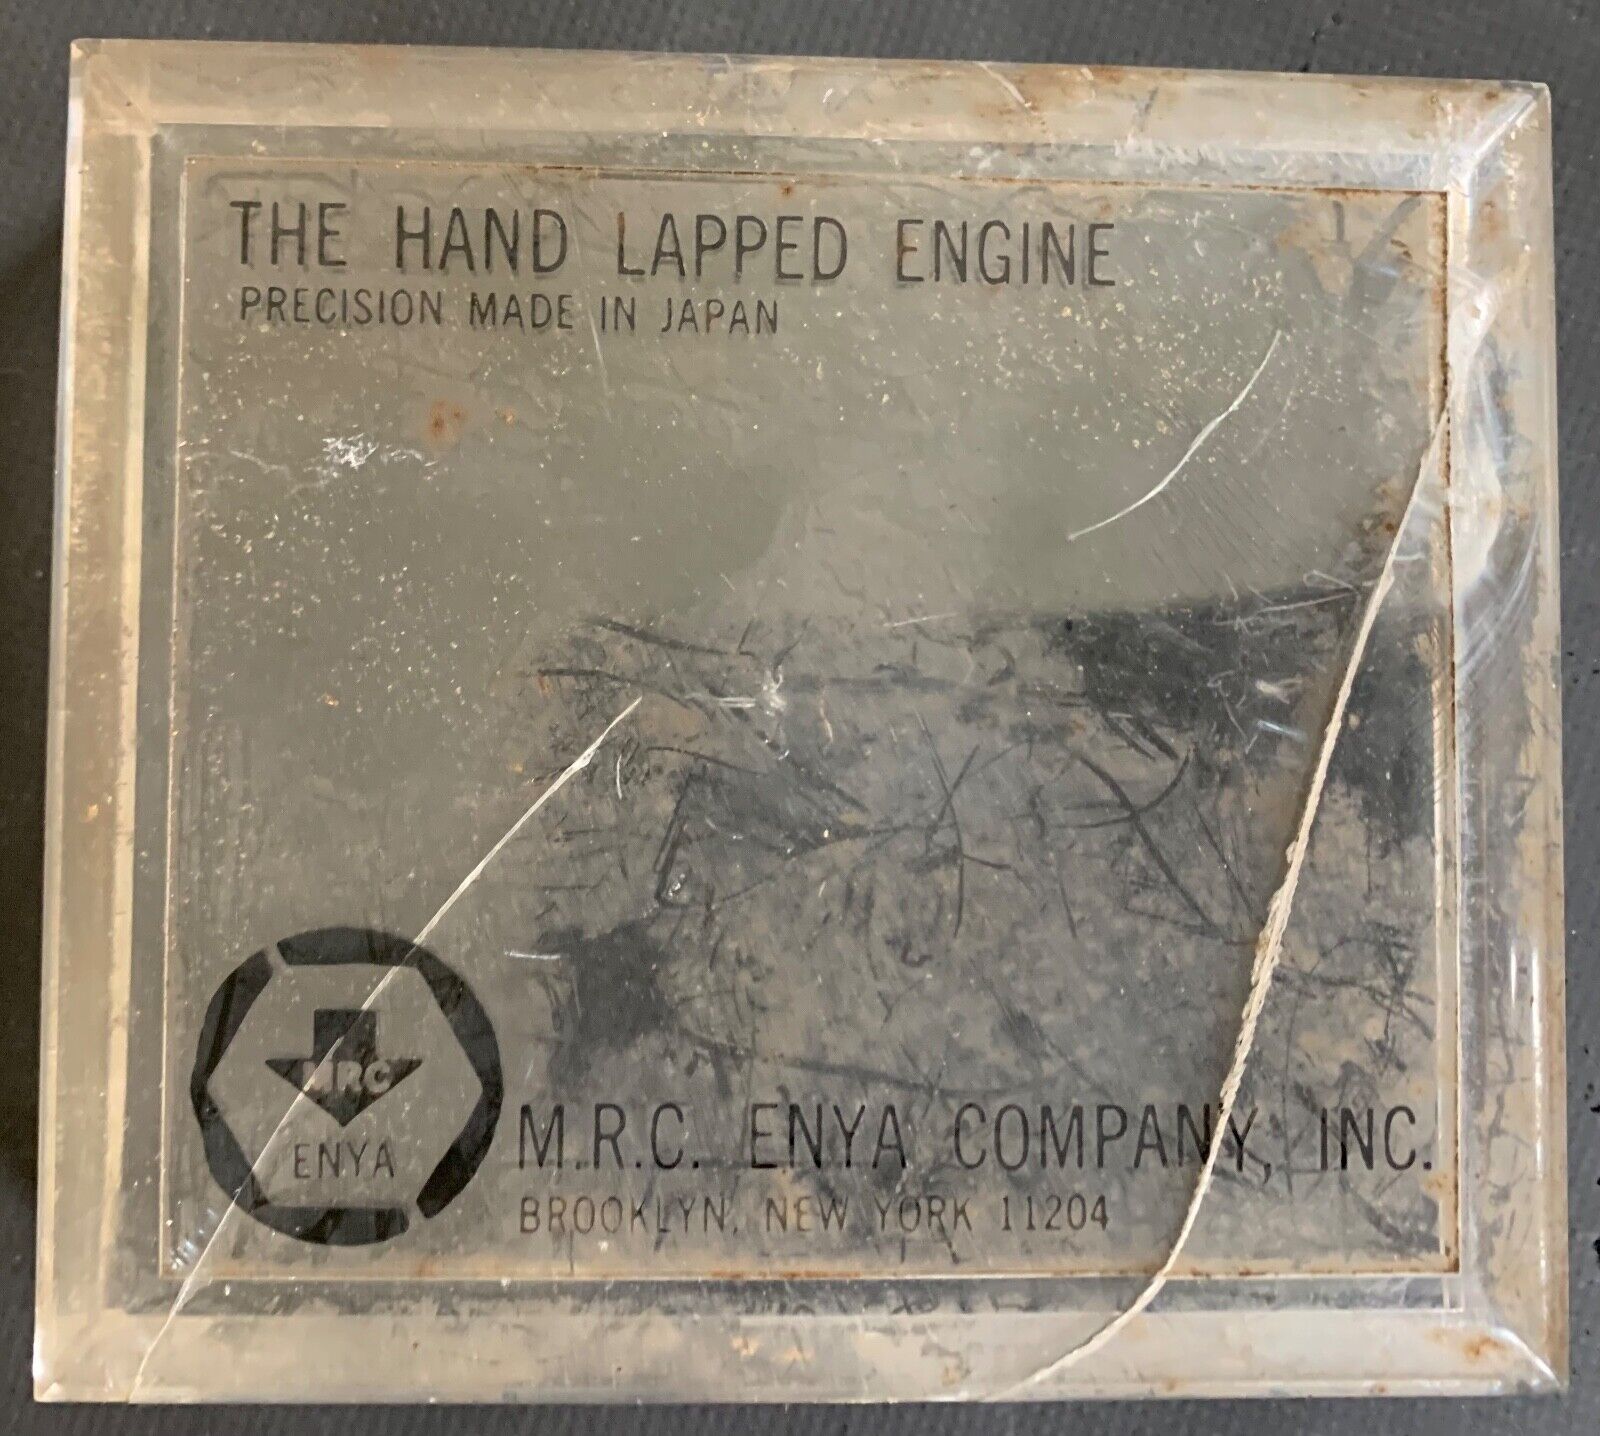 THE HAND LAPPED ENGINE
PRECISION MADE IN JAPAN
MRC
ENYA
M.R.C. ENYA COMPANY, INC.
BROOKLYN, NEW YORK 11204